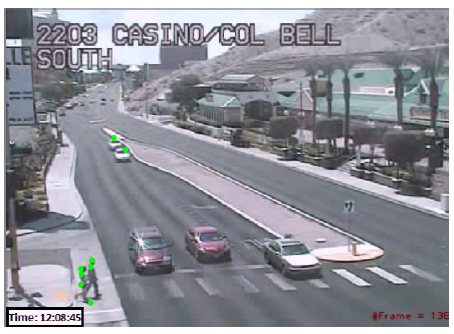 2203 CASINO/COL BELL
SOUTH
Time: 12:08:45
@Frame = 136